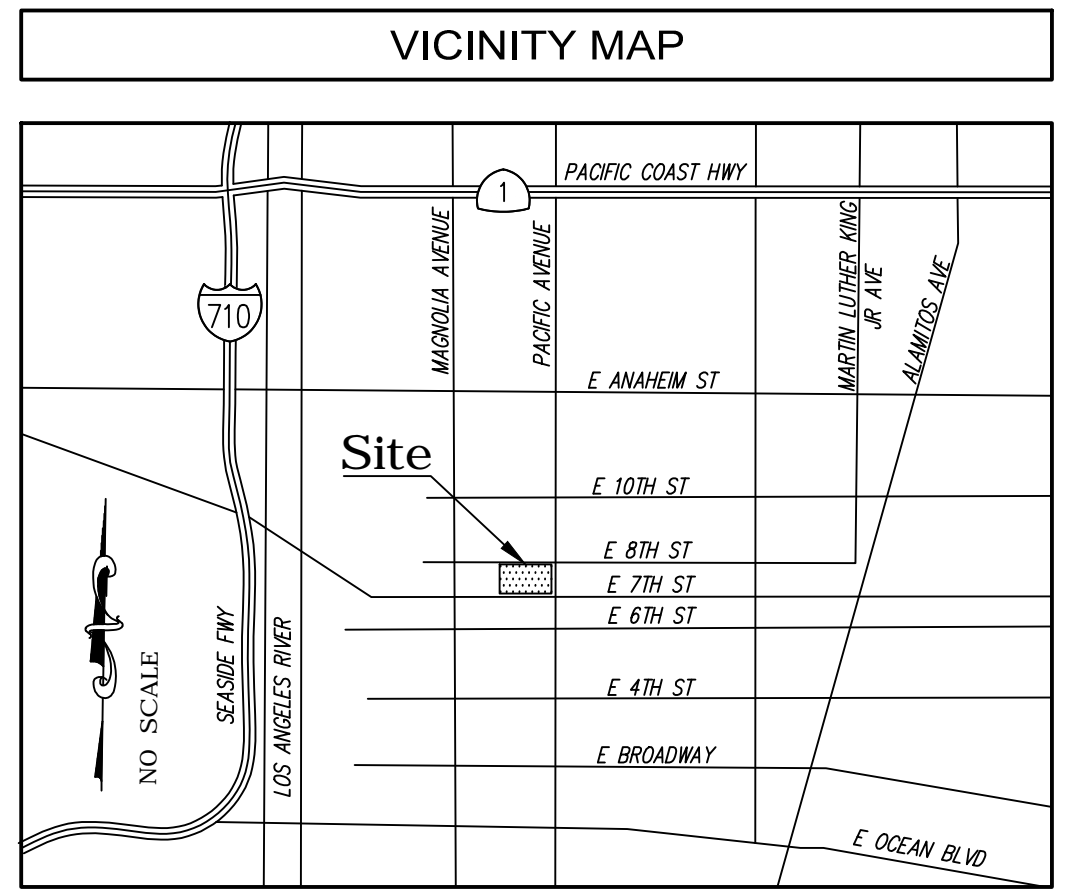 VICINITY MAP
PACIFIC COAST HWY
1
MAGNOLIA AVENUE
PACIFIC AVENUE
MARTIN LUTHER KING
JR AVE
ALAMITOS AVE
710
E ANAHEIM ST
Site
E 10TH ST
E 8TH ST
E 7TH ST
E 6TH ST
SEASIDE FWY
LOS ANGELES RIVER
NO SCALE
E 4TH ST
E BROADWAY
E OCEAN BLVD